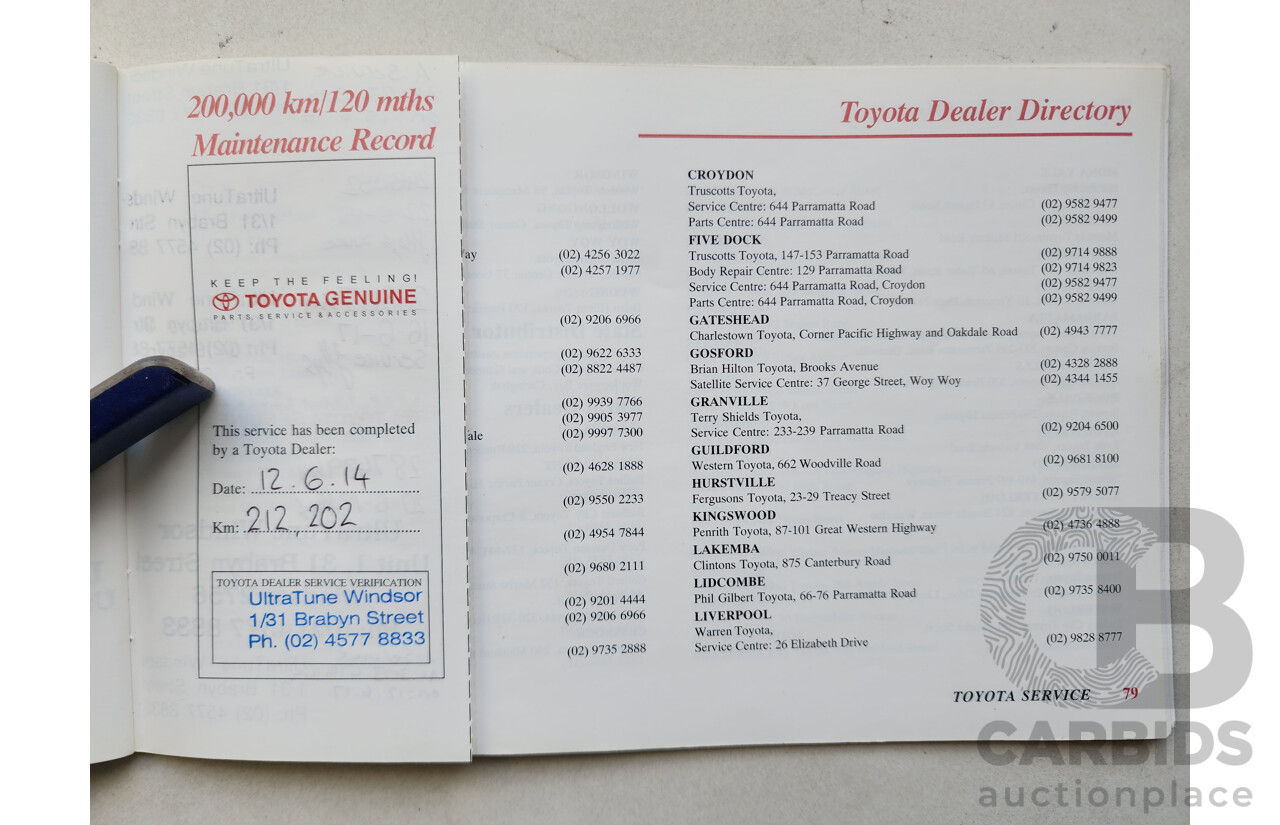 200,000 km/120 mths
Maintenance Record
KEEP THE FEELING!
TOYOTA GENUINE
PARTS, SERVICE & ACCESSORIES
This service has been completed
by a Toyota Dealer:
Date: 12.6.14
Km: 212,202
TOYOTA DEALER SERVICE VERIFICATION
UltraTune Windsor
1/31 Brabyn Street
Ph. (02) 4577 8833
ay (02) 4256 3022
(02) 4257 1977
(02) 9206 6966
(02) 9622 6333
(02) 8822 4487
(02) 9939 7766
(02) 9905 3977
ale (02) 9997 7300
(02) 4628 1888
(02) 9550 2233
(02) 4954 7844
(02) 9680 2111
(02) 9201 4444
(02) 9206 6966
(02) 9735 2888
Toyota Dealer Directory
CROYDON
Truscotts Toyota,
Service Centre: 644 Parramatta Road (02) 9582 9477
Parts Centre: 644 Parramatta Road (02) 9582 9499
FIVE DOCK
Truscotts Toyota, 147-153 Parramatta Road (02) 9714 9888
Body Repair Centre: 129 Parramatta Road (02) 9714 9823
Service Centre: 644 Parramatta Road, Croydon (02) 9582 9477
Parts Centre: 644 Parramatta Road, Croydon (02) 9582 9499
GATESHEAD
Charlestown Toyota, Corner Pacific Highway and Oakdale Road (02) 4943 7777
GOSFORD
Brian Hilton Toyota, Brooks Avenue (02) 4328 2888
Satellite Service Centre: 37 George Street, Woy Woy (02) 4344 1455
GRANVILLE
Terry Shields Toyota,
Service Centre: 233-239 Parramatta Road (02) 9204 6500
GUILDFORD
Western Toyota, 662 Woodville Road (02) 9681 8100
HURSTVILLE
Fergusons Toyota, 23-29 Treacy Street (02) 9579 5077
KINGSWOOD
Penrith Toyota, 87-101 Great Western Highway (02) 4736 4888
LAKEMBA
Clintons Toyota, 875 Canterbury Road (02) 9750 0011
LIDCOMBE
Phil Gilbert Toyota, 66-76 Parramatta Road (02) 9735 8400
LIVERPOOL
Warren Toyota,
Service Centre: 26 Elizabeth Drive (02) 9828 8777
TOYOTA SERVICE 79
CB
CARBIDS
auctionplace